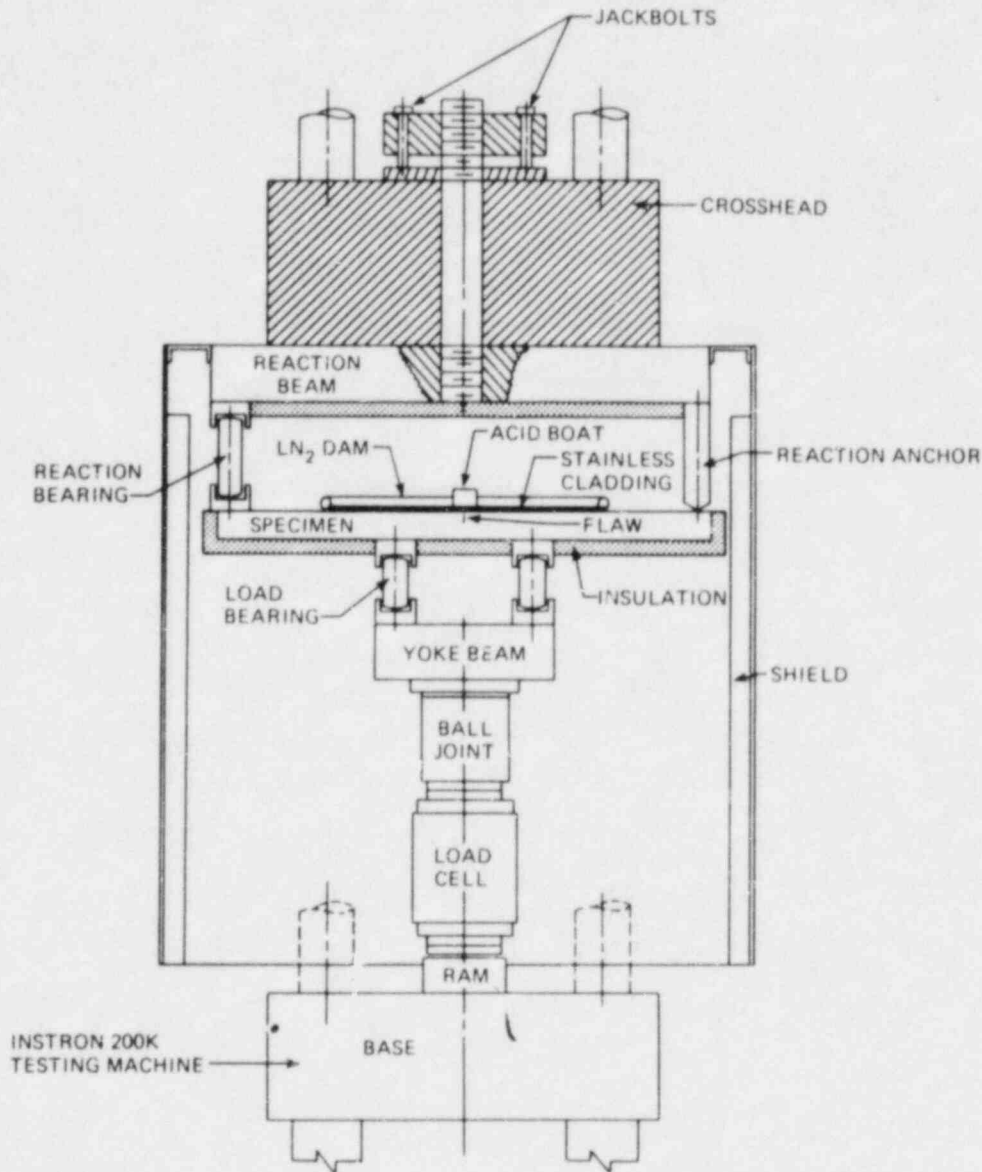 JACKBOLTS
CROSSHEAD
REACTION
BEAM
ACID BOAT
LN₂ DAM
STAINLESS
CLADDING
REACTION ANCHOR
REACTION
BEARING
SPECIMEN
FLAW
LOAD
BEARING
INSULATION
YOKE BEAM
SHIELD
BALL
JOINT
LOAD
CELL
RAM
INSTRON 200K
TESTING MACHINE
BASE